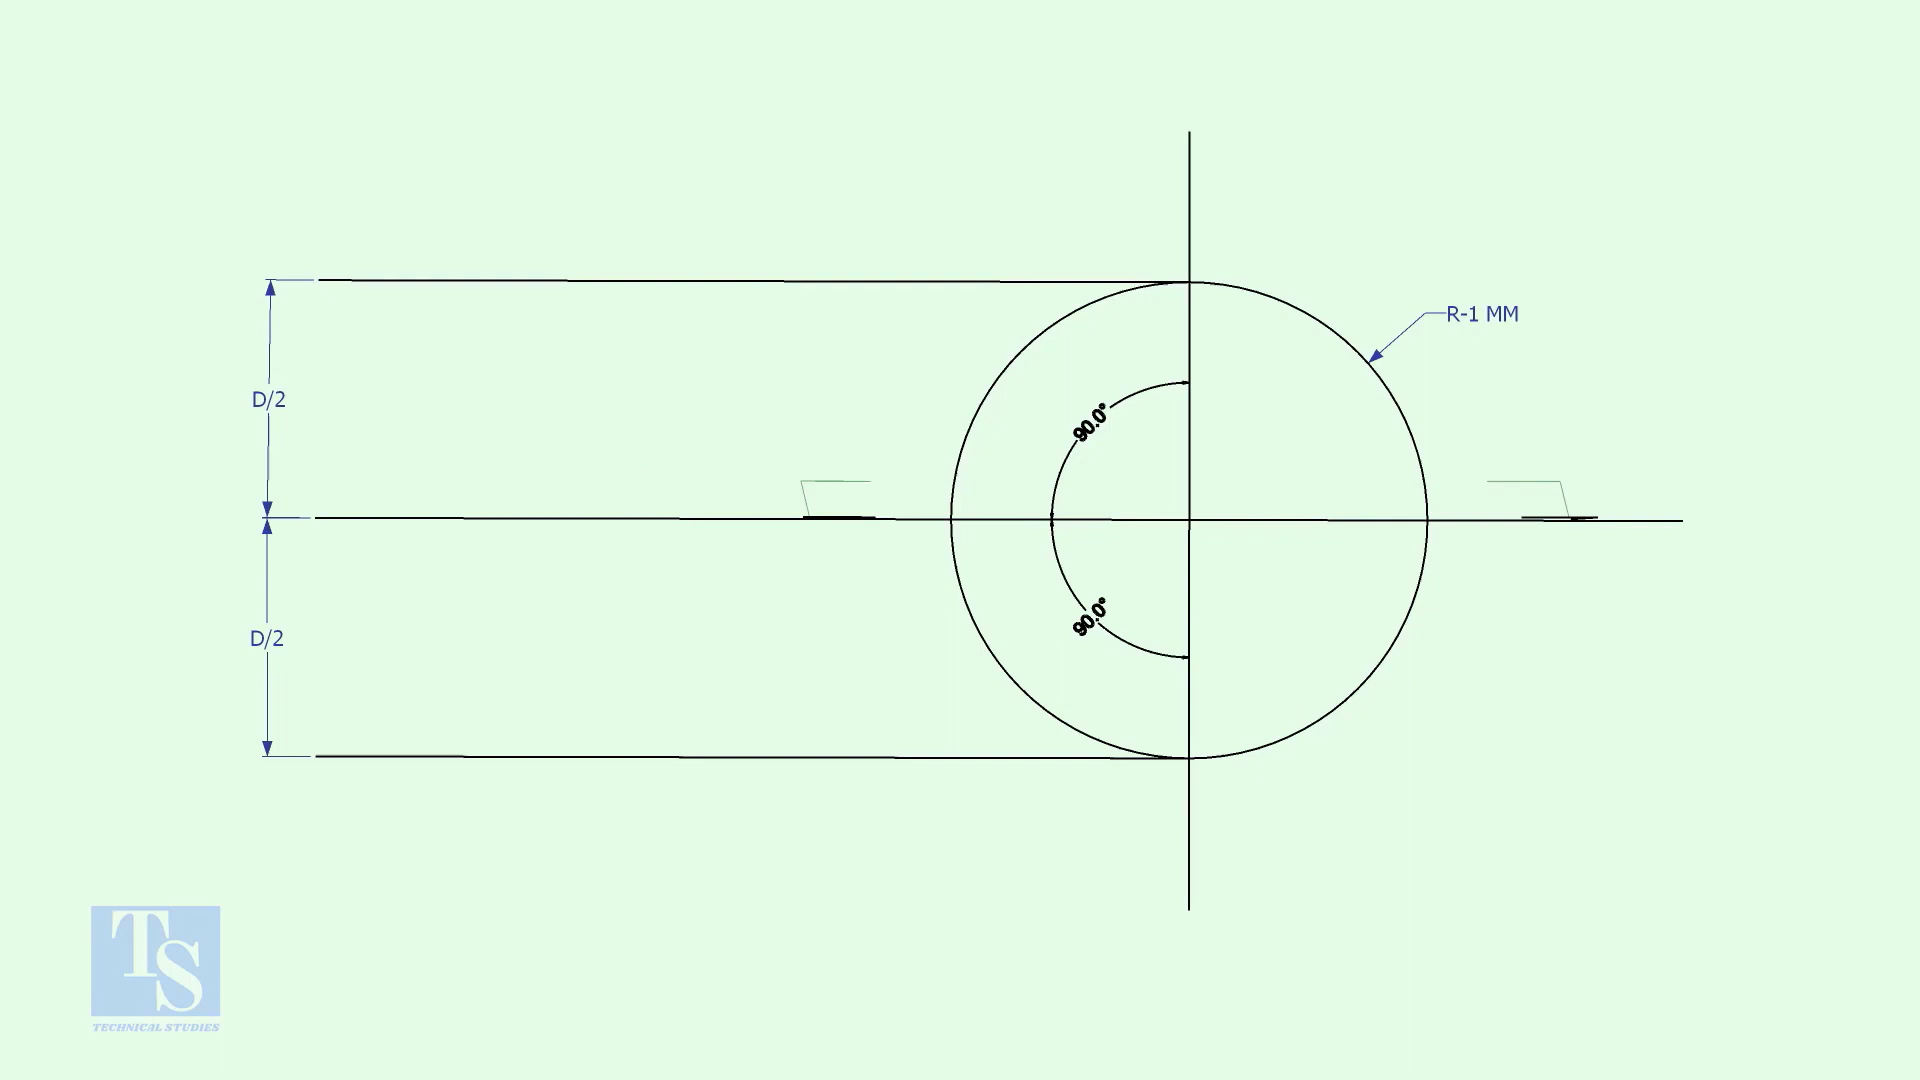 R-1 MM
D/2
90.0°
90.0°
D/2
TS
TECHNICAL STUDIES